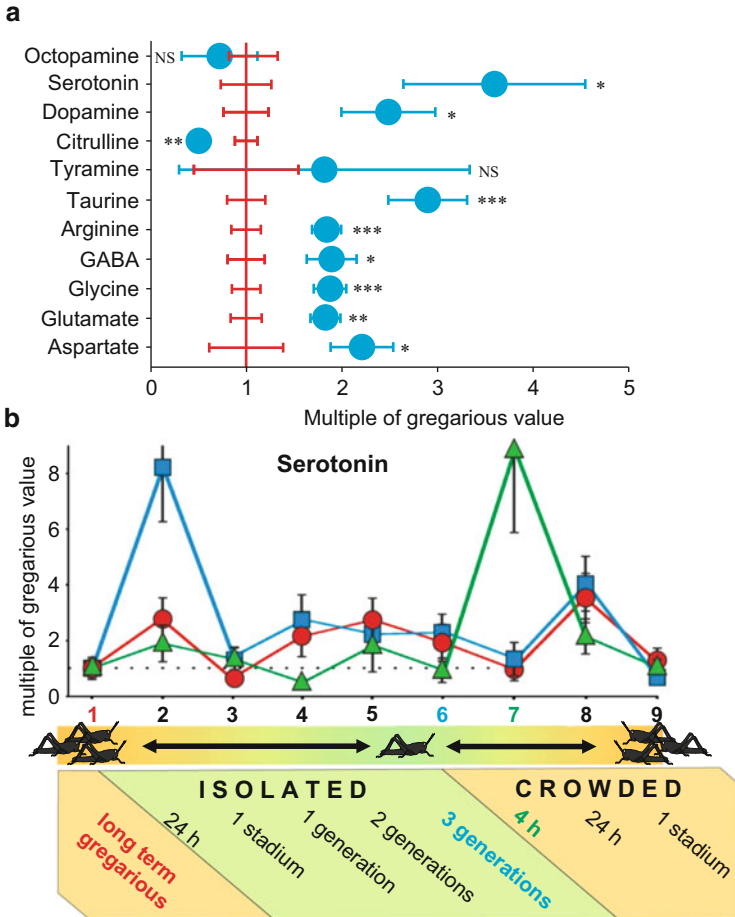 a
Octopamine NS
Serotonin *
Dopamine *
Citrulline **
Tyramine NS
Taurine ***
Arginine ***
GABA *
Glycine ***
Glutamate **
Aspartate *
0 1 2 3 4 5
Multiple of gregarious value
b
Serotonin
multiple of gregarious value
8
6
4
2
0
1 2 3 4 5 6 7 8 9
ISOLATED
CROWDED
long term
gregarious
24 h
1 stadium
1 generation
2 generations
3 generations
4 h
24 h
1 stadium